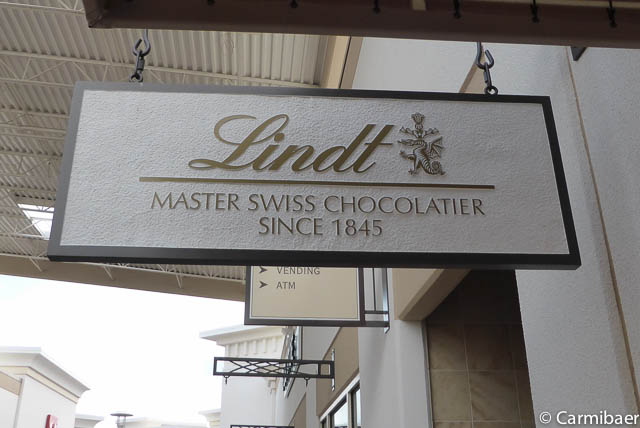 Lindt
MASTER SWISS CHOCOLATIER
SINCE 1845
VENDING
ATM
© Carmibaer